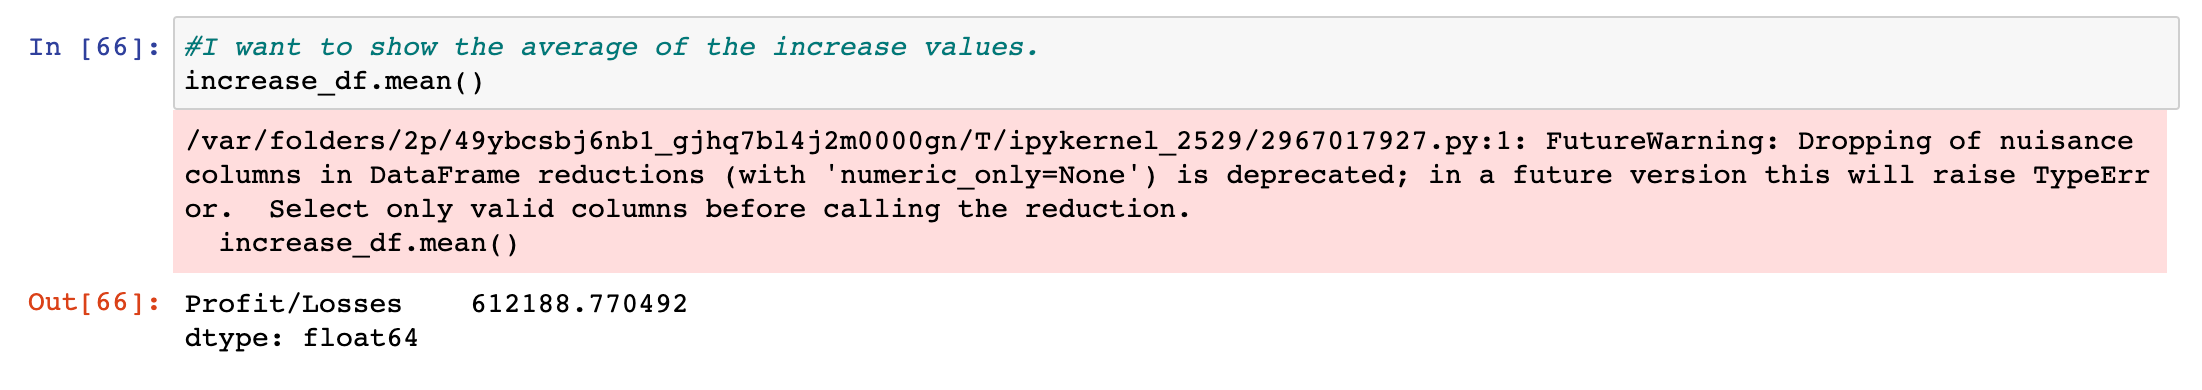 In [66]: #I want to show the average of the increase values.
increase_df.mean()
/var/folders/2p/49ybcsbj6nb1_gjhq7bl4j2m0000gn/T/ipykernel_2529/2967017927.py:1: FutureWarning: Dropping of nuisance
columns in DataFrame reductions (with 'numeric_only=None') is deprecated; in a future version this will raise TypeErr
or.  Select only valid columns before calling the reduction.
  increase_df.mean()
Out[66]: Profit/Losses    612188.770492
dtype: float64